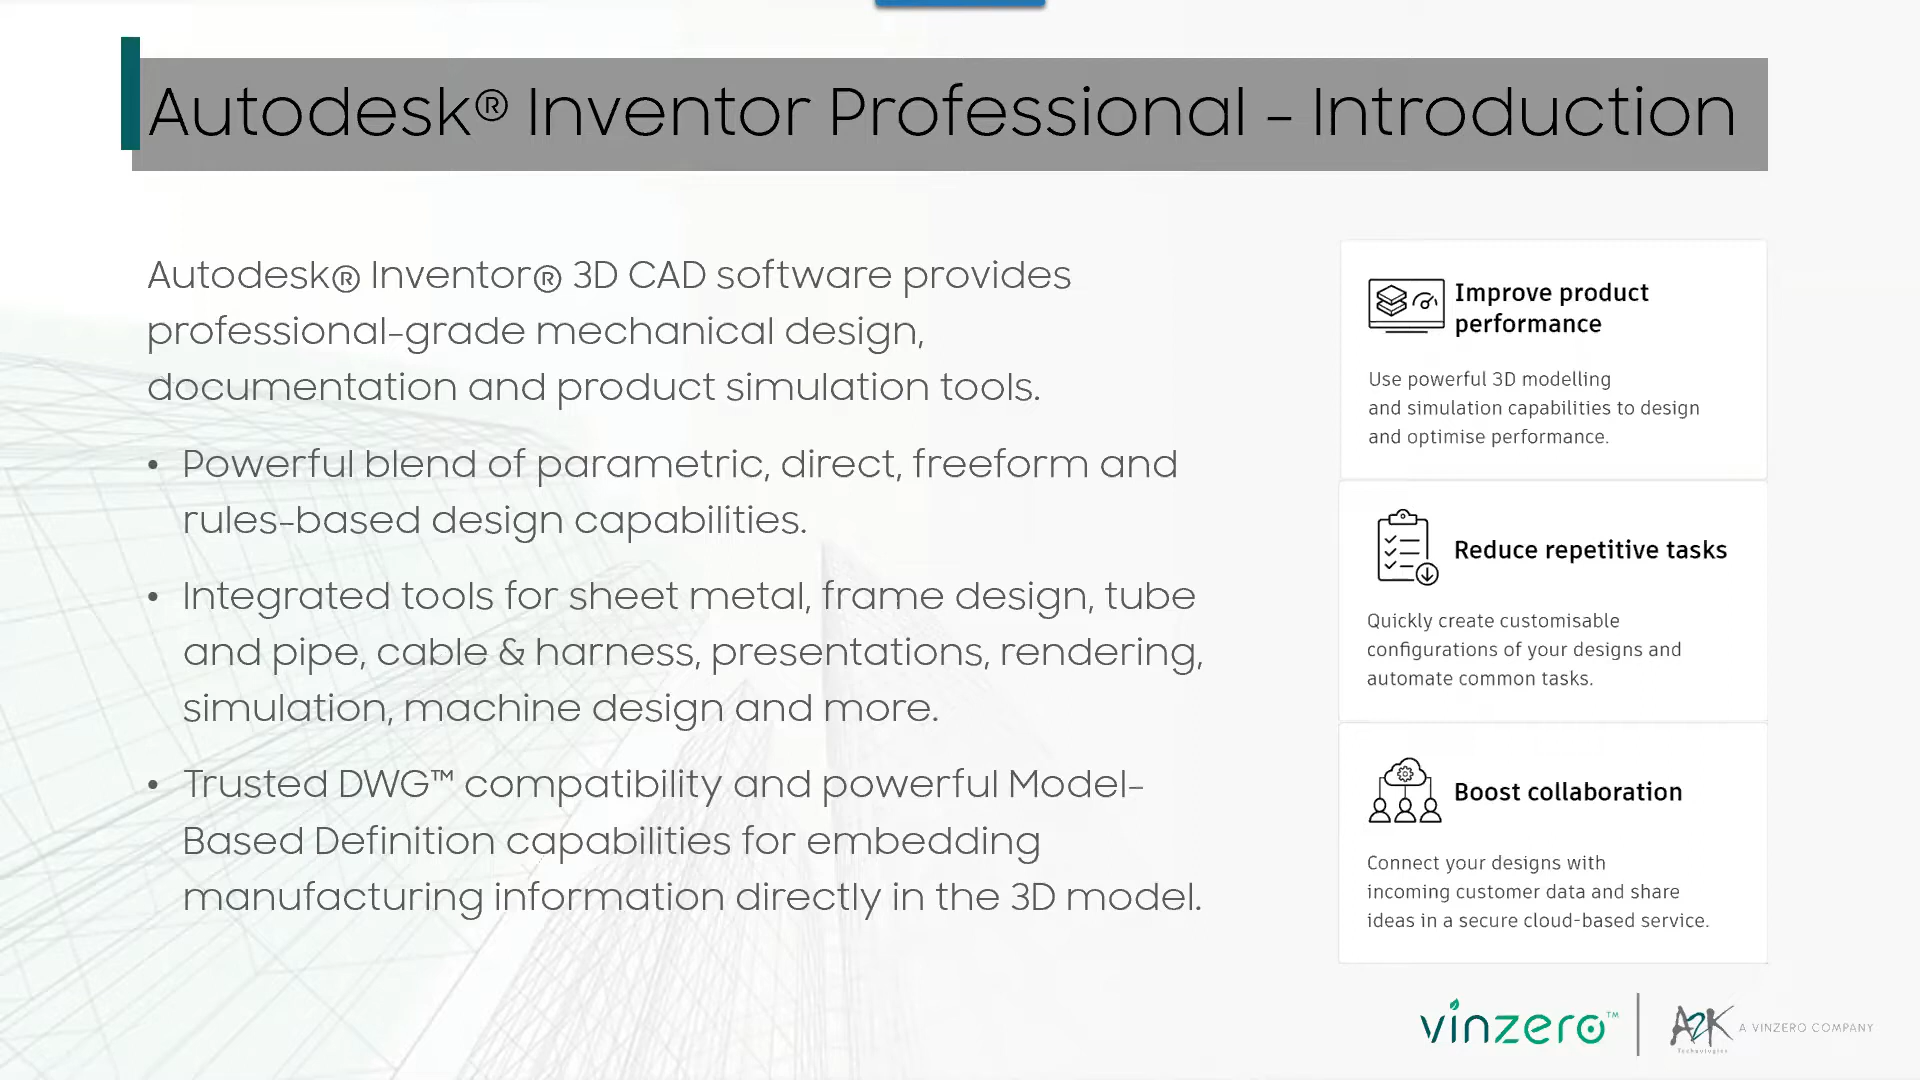 Autodesk® Inventor Professional - Introduction
Autodesk® Inventor® 3D CAD software provides
professional-grade mechanical design,
documentation and product simulation tools.
• Powerful blend of parametric, direct, freeform and
rules-based design capabilities.
• Integrated tools for sheet metal, frame design, tube
and pipe, cable & harness, presentations, rendering,
simulation, machine design and more.
• Trusted DWG™ compatibility and powerful Model-
Based Definition capabilities for embedding
manufacturing information directly in the 3D model.
Improve product
performance
Use powerful 3D modelling
and simulation capabilities to design
and optimise performance.
Reduce repetitive tasks
Quickly create customisable
configurations of your designs and
automate common tasks.
Boost collaboration
Connect your designs with
incoming customer data and share
ideas in a secure cloud-based service.
vinzero™
A2K
Technologies
A VINZERO COMPANY